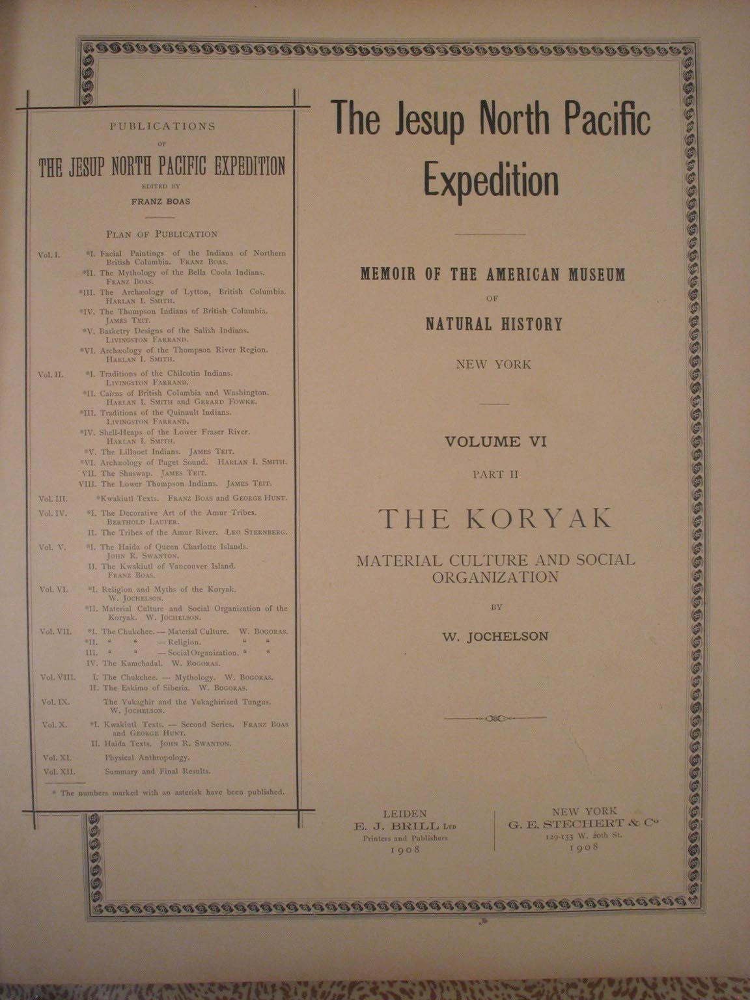 PUBLICATIONS
OF
THE JESUP NORTH PACIFIC EXPEDITION
EDITED BY
FRANZ BOAS
PLAN OF PUBLICATION
Vol. I. *I. Facial Paintings of the Indians of Northern
British Columbia. FRANZ BOAS.
*II. The Mythology of the Bella Coola Indians.
FRANZ BOAS.
*III. The Archæology of Lytton, British Columbia.
HARLAN I. SMITH.
*IV. The Thompson Indians of British Columbia.
JAMES TEIT.
*V. Basketry Designs of the Salish Indians.
LIVINGSTON FARRAND.
*VI. Archæology of the Thompson River Region.
HARLAN I. SMITH.
Vol. II. *I. Traditions of the Chilcotin Indians.
LIVINGSTON FARRAND.
*II. Cairns of British Columbia and Washington.
HARLAN I. SMITH and GERARD FOWKE.
*III. Traditions of the Quinault Indians.
LIVINGSTON FARRAND.
*IV. Shell-Heaps of the Lower Fraser River.
HARLAN I. SMITH.
*V. The Lillooet Indians. JAMES TEIT.
*VI. Archæology of Puget Sound. HARLAN I. SMITH.
VII. The Shuswap. JAMES TEIT.
VIII. The Lower Thompson Indians. JAMES TEIT.
Vol. III. *Kwakiutl Texts. FRANZ BOAS and GEORGE HUNT.
Vol. IV. *I. The Decorative Art of the Amur Tribes.
BERTHOLD LAUFER.
II. The Tribes of the Amur River. LEO STERNBERG.
Vol. V. *I. The Haida of Queen Charlotte Islands.
JOHN R. SWANTON.
II. The Kwakiutl of Vancouver Island.
FRANZ BOAS.
Vol. VI. *I. Religion and Myths of the Koryak.
W. JOCHELSON.
*II. Material Culture and Social Organization of the
Koryak. W. JOCHELSON.
Vol. VII. *I. The Chukchee. — Material Culture. W. BOGORAS.
*II. “ “ — Religion. “ “
III. “ “ — Social Organization. “ “
IV. The Kamchadal. W. BOGORAS.
Vol. VIII. I. The Chukchee. — Mythology. W. BOGORAS.
II. The Eskimo of Siberia. W. BOGORAS.
Vol. IX. The Yukaghir and the Yukaghirized Tungus.
W. JOCHELSON.
Vol. X. *I. Kwakiutl Texts. — Second Series. FRANZ BOAS
and GEORGE HUNT.
II. Haida Texts. JOHN R. SWANTON.
Vol. XI. Physical Anthropology.
Vol. XII. Summary and Final Results.
* The numbers marked with an asterisk have been published.
The Jesup North Pacific
Expedition
MEMOIR OF THE AMERICAN MUSEUM
OF
NATURAL HISTORY
NEW YORK
VOLUME VI
PART II
THE KORYAK
MATERIAL CULTURE AND SOCIAL
ORGANIZATION
BY
W. JOCHELSON
LEIDEN
E. J. BRILL LTD
Printers and Publishers
1908
NEW YORK
G. E. STECHERT & Co
129-133 W. 20th St.
1908